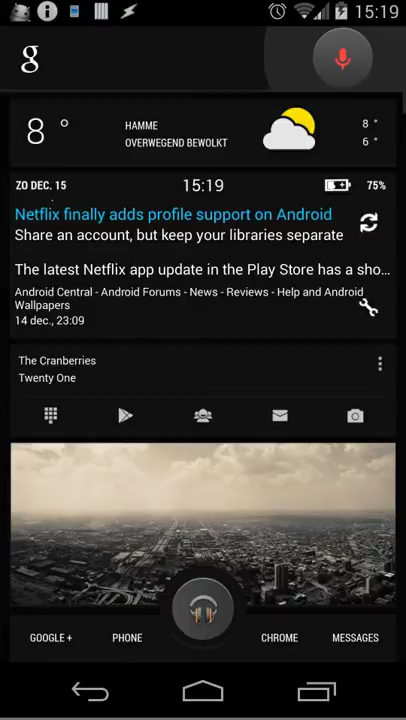 15:19
g
8 °
HAMME
OVERWEGEND BEWOLKT
8 °
6 °
ZO DEC. 15
15:19
75%
Netflix finally adds profile support on Android
Share an account, but keep your libraries separate
The latest Netflix app update in the Play Store has a sho...
Android Central - Android Forums - News - Reviews - Help and Android
Wallpapers
14 dec., 23:09
The Cranberries
Twenty One
GOOGLE +
PHONE
CHROME
MESSAGES